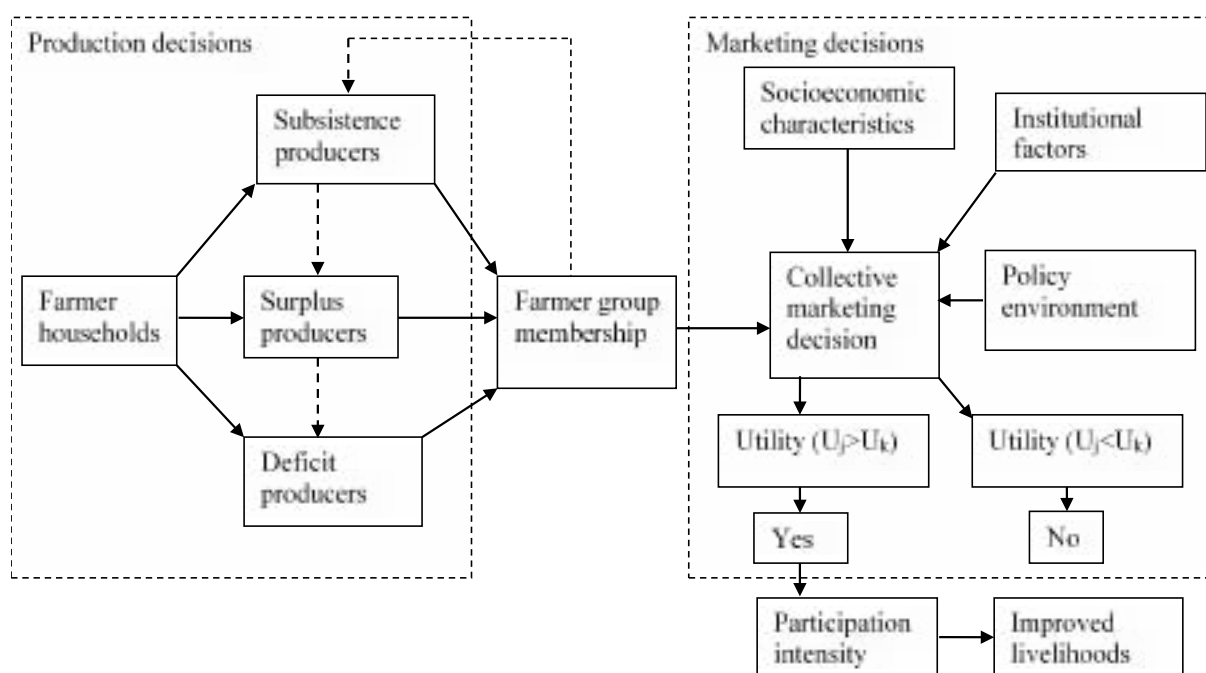 Production decisions
Subsistence
producers
Farmer
households
Surplus
producers
Deficit
producers
Farmer group
membership
Marketing decisions
Socioeconomic
characteristics
Institutional
factors
Collective
marketing
decision
Policy
environment
Utility (Uj>Uk)
Utility (Uj<Uk)
Yes
No
Participation
intensity
Improved
livelihoods